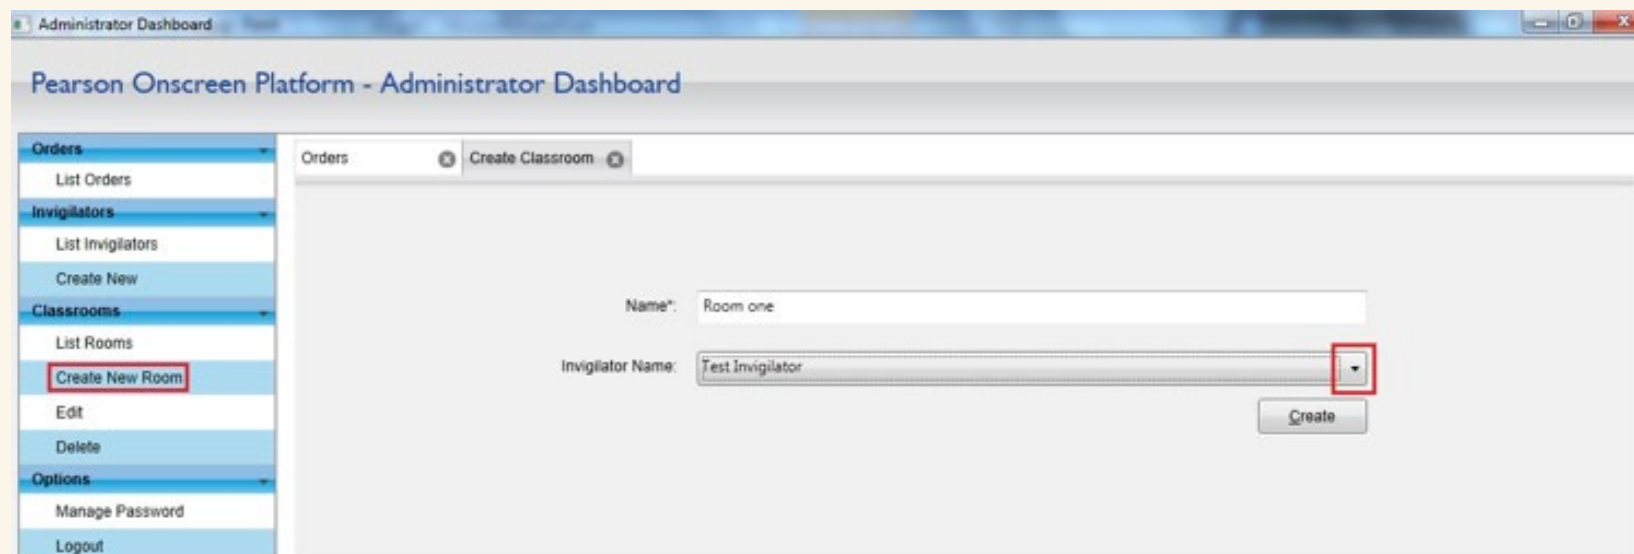 Administrator Dashboard
Pearson Onscreen Platform - Administrator Dashboard
Orders
List Orders
Invigilators
List Invigilators
Create New
Classrooms
List Rooms
Create New Room
Edit
Delete
Options
Manage Password
Logout
Orders
Create Classroom
Name*: Room one
Invigilator Name: Test Invigilator
Create